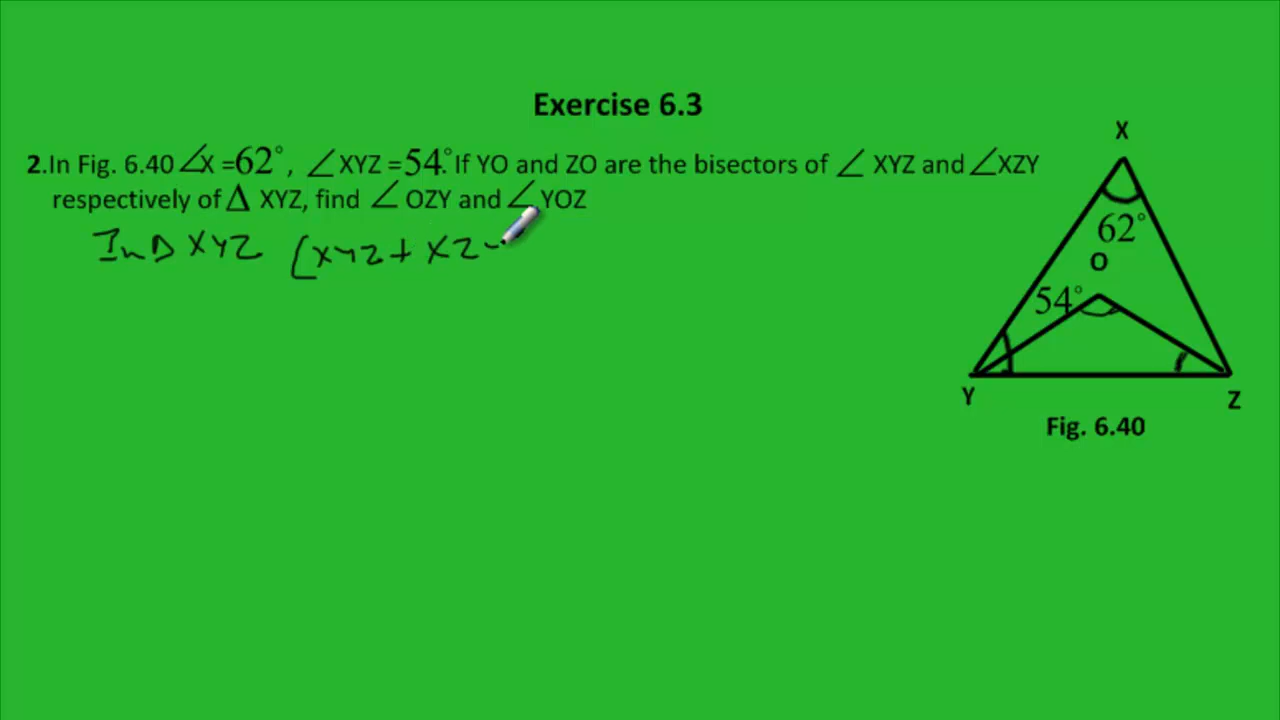 Exercise 6.3
2.In Fig. 6.40 ∠X =62°, ∠XYZ =54°. If YO and ZO are the bisectors of ∠ XYZ and ∠XZY
respectively of Δ XYZ, find ∠ OZY and ∠ YOZ
In Δ XYZ ∠XYZ + XZ
X
62°
O
54°
Y
Z
Fig. 6.40